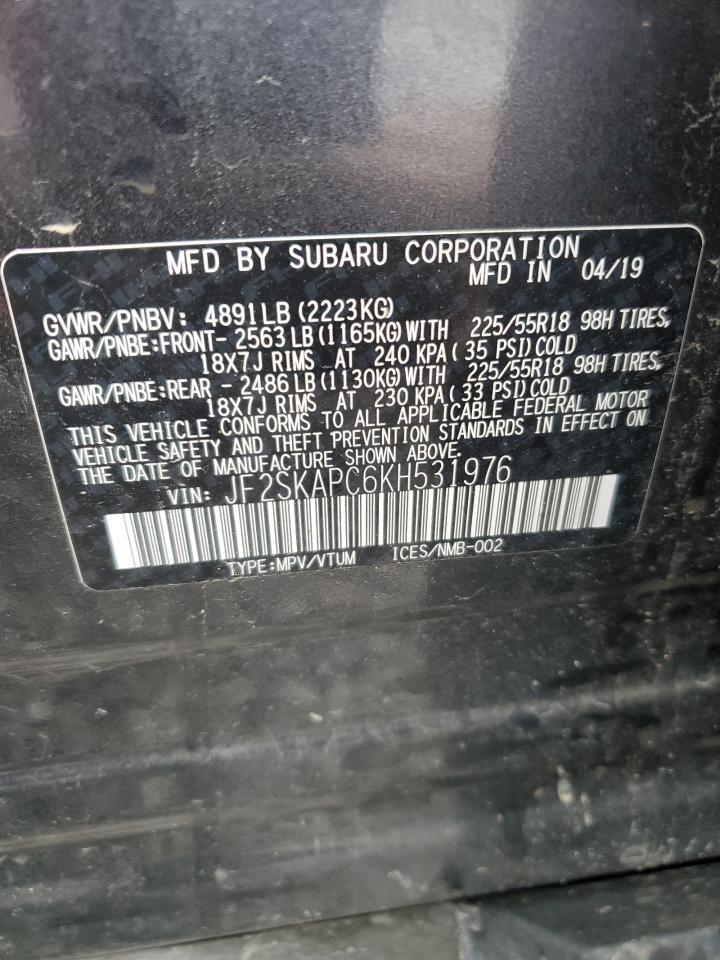 MFD BY SUBARU CORPORATION
MFD IN 04/19
GVWR/PNBV: 4891LB (2223KG)
GAWR/PNBE:FRONT- 2563 LB (1165KG) WITH 225/55R18 98H TIRES,
18X7J RIMS AT 240 KPA ( 35 PSI) COLD
GAWR/PNBE:REAR - 2486 LB (1130KG) WITH 225/55R18 98H TIRES,
18X7J RIMS AT 230 KPA ( 33 PSI) COLD
THIS VEHICLE CONFORMS TO ALL APPLICABLE FEDERAL MOTOR
VEHICLE SAFETY AND THEFT PREVENTION STANDARDS IN EFFECT ON
THE DATE OF MANUFACTURE SHOWN ABOVE.
VIN: JF2SKAPC6KH531976
TYPE:MPV/VTUM ICES/NMB-002